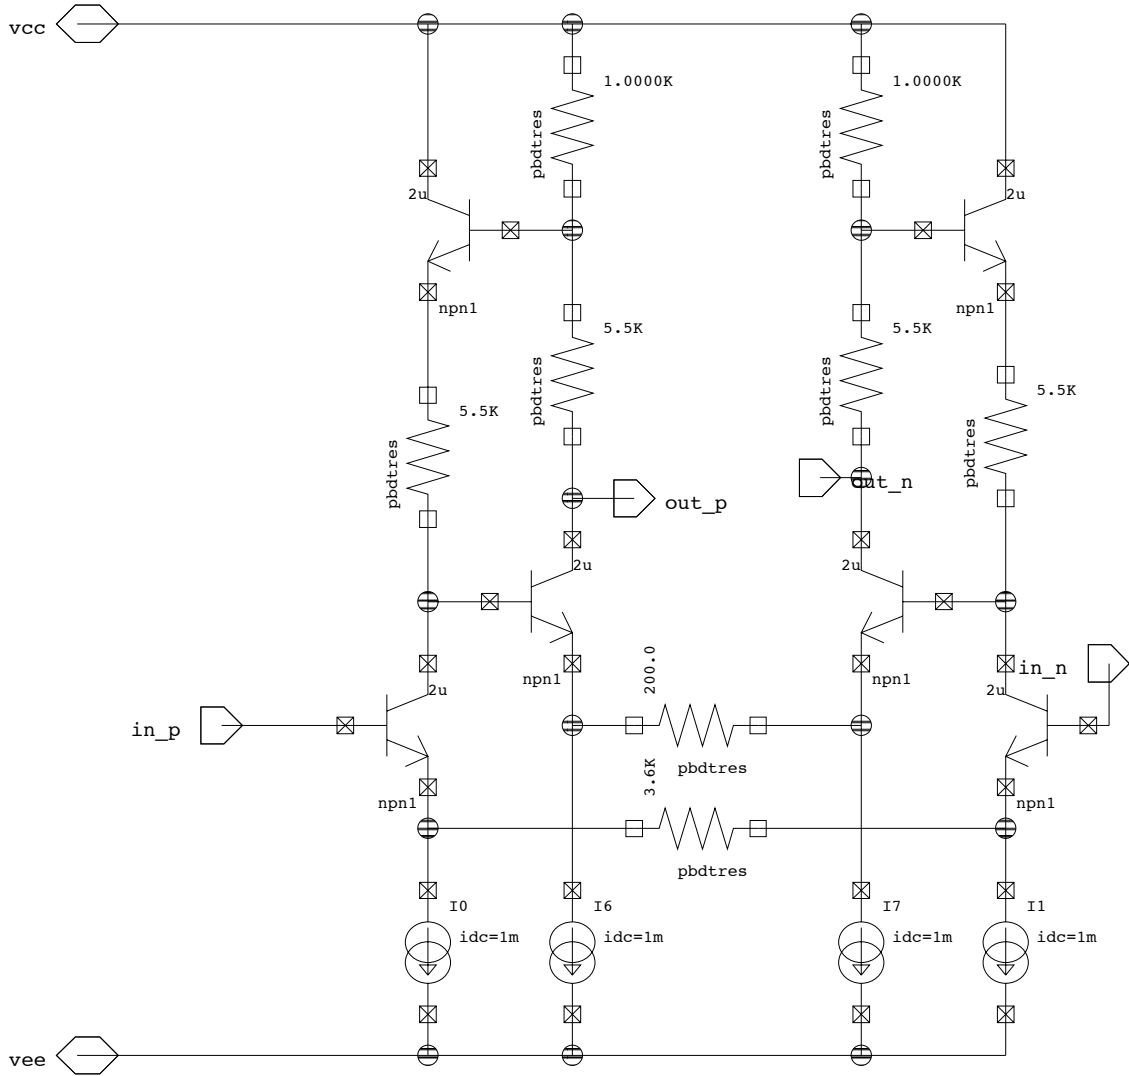 vcc
1.0000K
1.0000K
pbdtres
pbdtres
2u
2u
npn1
npn1
5.5K
5.5K
pbdtres
pbdtres
5.5K
5.5K
pbdtres
pbdtres
out_p
out_n
2u
2u
npn1
200.0
npn1
in_n
2u
2u
in_p
pbdtres
3.6K
npn1
npn1
pbdtres
I0
I6
I7
I1
idc=1m
idc=1m
idc=1m
idc=1m
vee